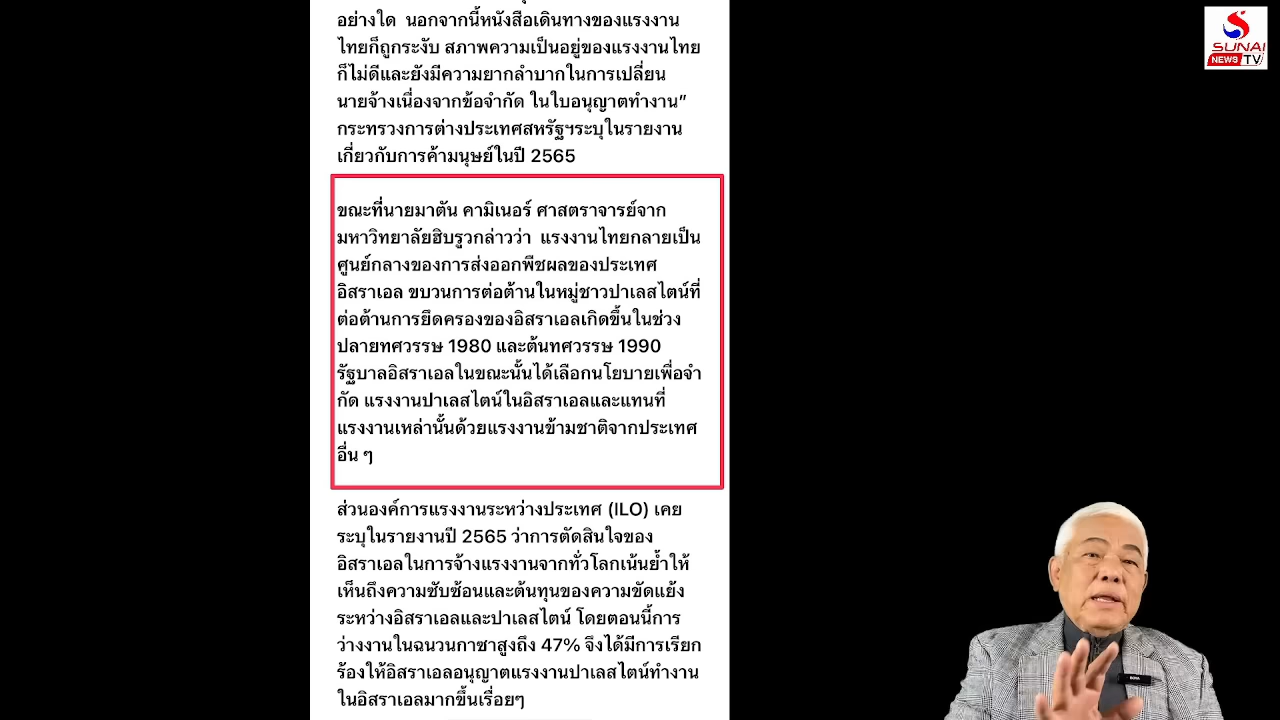 อย่างใด นอกจากนี้หนังสือเดินทางของแรงงาน
ไทยก็ถูกระงับ สภาพความเป็นอยู่ของแรงงานไทย
ก็ไม่ดีและยังมีความยากลำบากในการเปลี่ยน
นายจ้างเนื่องจากข้อจำกัด ในใบอนุญาตทำงาน”
กระทรวงการต่างประเทศสหรัฐฯระบุในรายงาน
เกี่ยวกับการค้ามนุษย์ในปี 2565
ขณะที่นายมาตัน คามิเนอร์ ศาสตราจารย์จาก
มหาวิทยาลัยฮิบรูวกล่าวว่า แรงงานไทยกลายเป็น
ศูนย์กลางของการส่งออกพืชผลของประเทศ
อิสราเอล ขบวนการต่อต้านในหมู่ชาวปาเลสไตน์ที่
ต่อต้านการยึดครองของอิสราเอลเกิดขึ้นในช่วง
ปลายทศวรรษ 1980 และต้นทศวรรษ 1990
รัฐบาลอิสราเอลในขณะนั้นได้เลือกนโยบายเพื่อจำ
กัด แรงงานปาเลสไตน์ในอิสราเอลและแทนที่
แรงงานเหล่านั้นด้วยแรงงานข้ามชาติจากประเทศ
อื่น ๆ
ส่วนองค์การแรงงานระหว่างประเทศ (ILO) เคย
ระบุในรายงานปี 2565 ว่าการตัดสินใจของ
อิสราเอลในการจ้างแรงงานจากทั่วโลกเน้นย้ำให้
เห็นถึงความซับซ้อนและต้นทุนของความขัดแย้ง
ระหว่างอิสราเอลและปาเลสไตน์ โดยตอนนี้การ
ว่างงานในฉนวนกาซาสูงถึง 47% จึงได้มีการเรียก
ร้องให้อิสราเอลอนุญาตแรงงานปาเลสไตน์ทำงาน
ในอิสราเอลมากขึ้นเรื่อยๆ
SUNAI
NEWS TV
BOYA